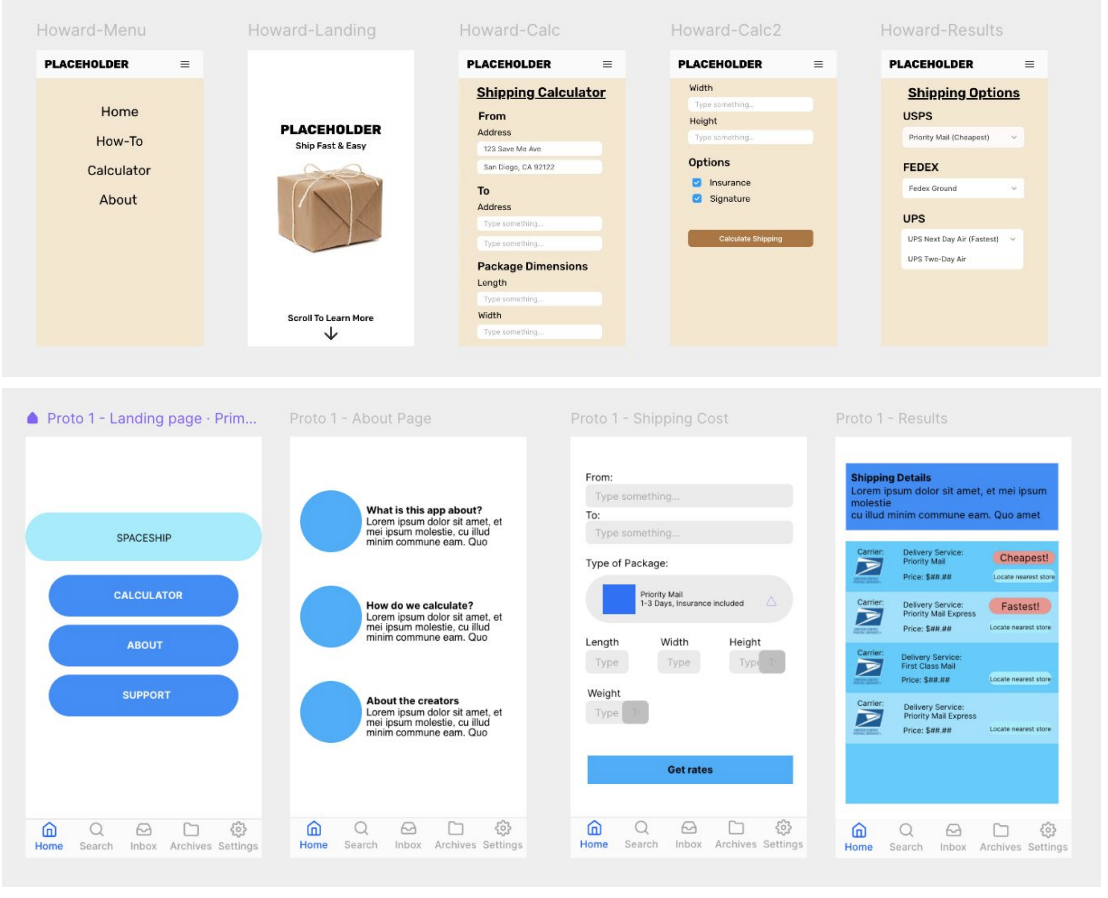 Howard-Menu
PLACEHOLDER
Home
How-To
Calculator
About
Howard-Landing
PLACEHOLDER
Ship Fast & Easy
Scroll To Learn More
Howard-Calc
PLACEHOLDER
Shipping Calculator
From
Address
123 Save Me Ave
San Diego, CA 92122
To
Address
Type something...
Type something...
Package Dimensions
Length
Type something...
Width
Type something...
Howard-Calc2
PLACEHOLDER
Width
Type something...
Height
Type something...
Options
Insurance
Signature
Calculate Shipping
Howard-Results
PLACEHOLDER
Shipping Options
USPS
Priority Mail (Cheapest)
FEDEX
Fedex Ground
UPS
UPS Next Day Air (Fastest)
UPS Two-Day Air
Proto 1 - Landing page · Prim...
SPACESHIP
CALCULATOR
ABOUT
SUPPORT
Home Search Inbox Archives Settings
Proto 1 - About Page
What is this app about?
Lorem ipsum dolor sit amet, et
mei ipsum molestie, cu illud
minim commune eam. Quo
How do we calculate?
Lorem ipsum dolor sit amet, et
mei ipsum molestie, cu illud
minim commune eam. Quo
About the creators
Lorem ipsum dolor sit amet, et
mei ipsum molestie, cu illud
minim commune eam. Quo
Home Search Inbox Archives Settings
Proto 1 - Shipping Cost
From:
Type something...
To:
Type something...
Type of Package:
Priority Mail
1-3 Days, Insurance included
Length Width Height
Type Type Type
Weight
Type
Get rates
Home Search Inbox Archives Settings
Proto 1 - Results
Shipping Details
Lorem ipsum dolor sit amet, et mei ipsum
molestie
cu illud minim commune eam. Quo amet
Carrier:
Delivery Service:
Priority Mail
Price: $##.##
Cheapest!
Locate nearest store
Carrier:
Delivery Service:
Priority Mail Express
Price: $##.##
Fastest!
Locate nearest store
Carrier:
Delivery Service:
First Class Mail
Price: $##.##
Locate nearest store
Carrier:
Delivery Service:
Priority Mail Express
Price: $##.##
Locate nearest store
Home Search Inbox Archives Settings